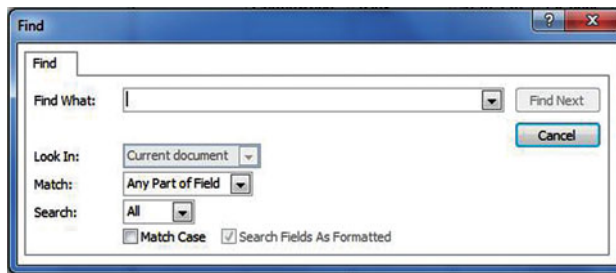 Find
Find
Find What:
Find Next
Cancel
Look In: Current document
Match: Any Part of Field
Search: All
Match Case Search Fields As Formatted